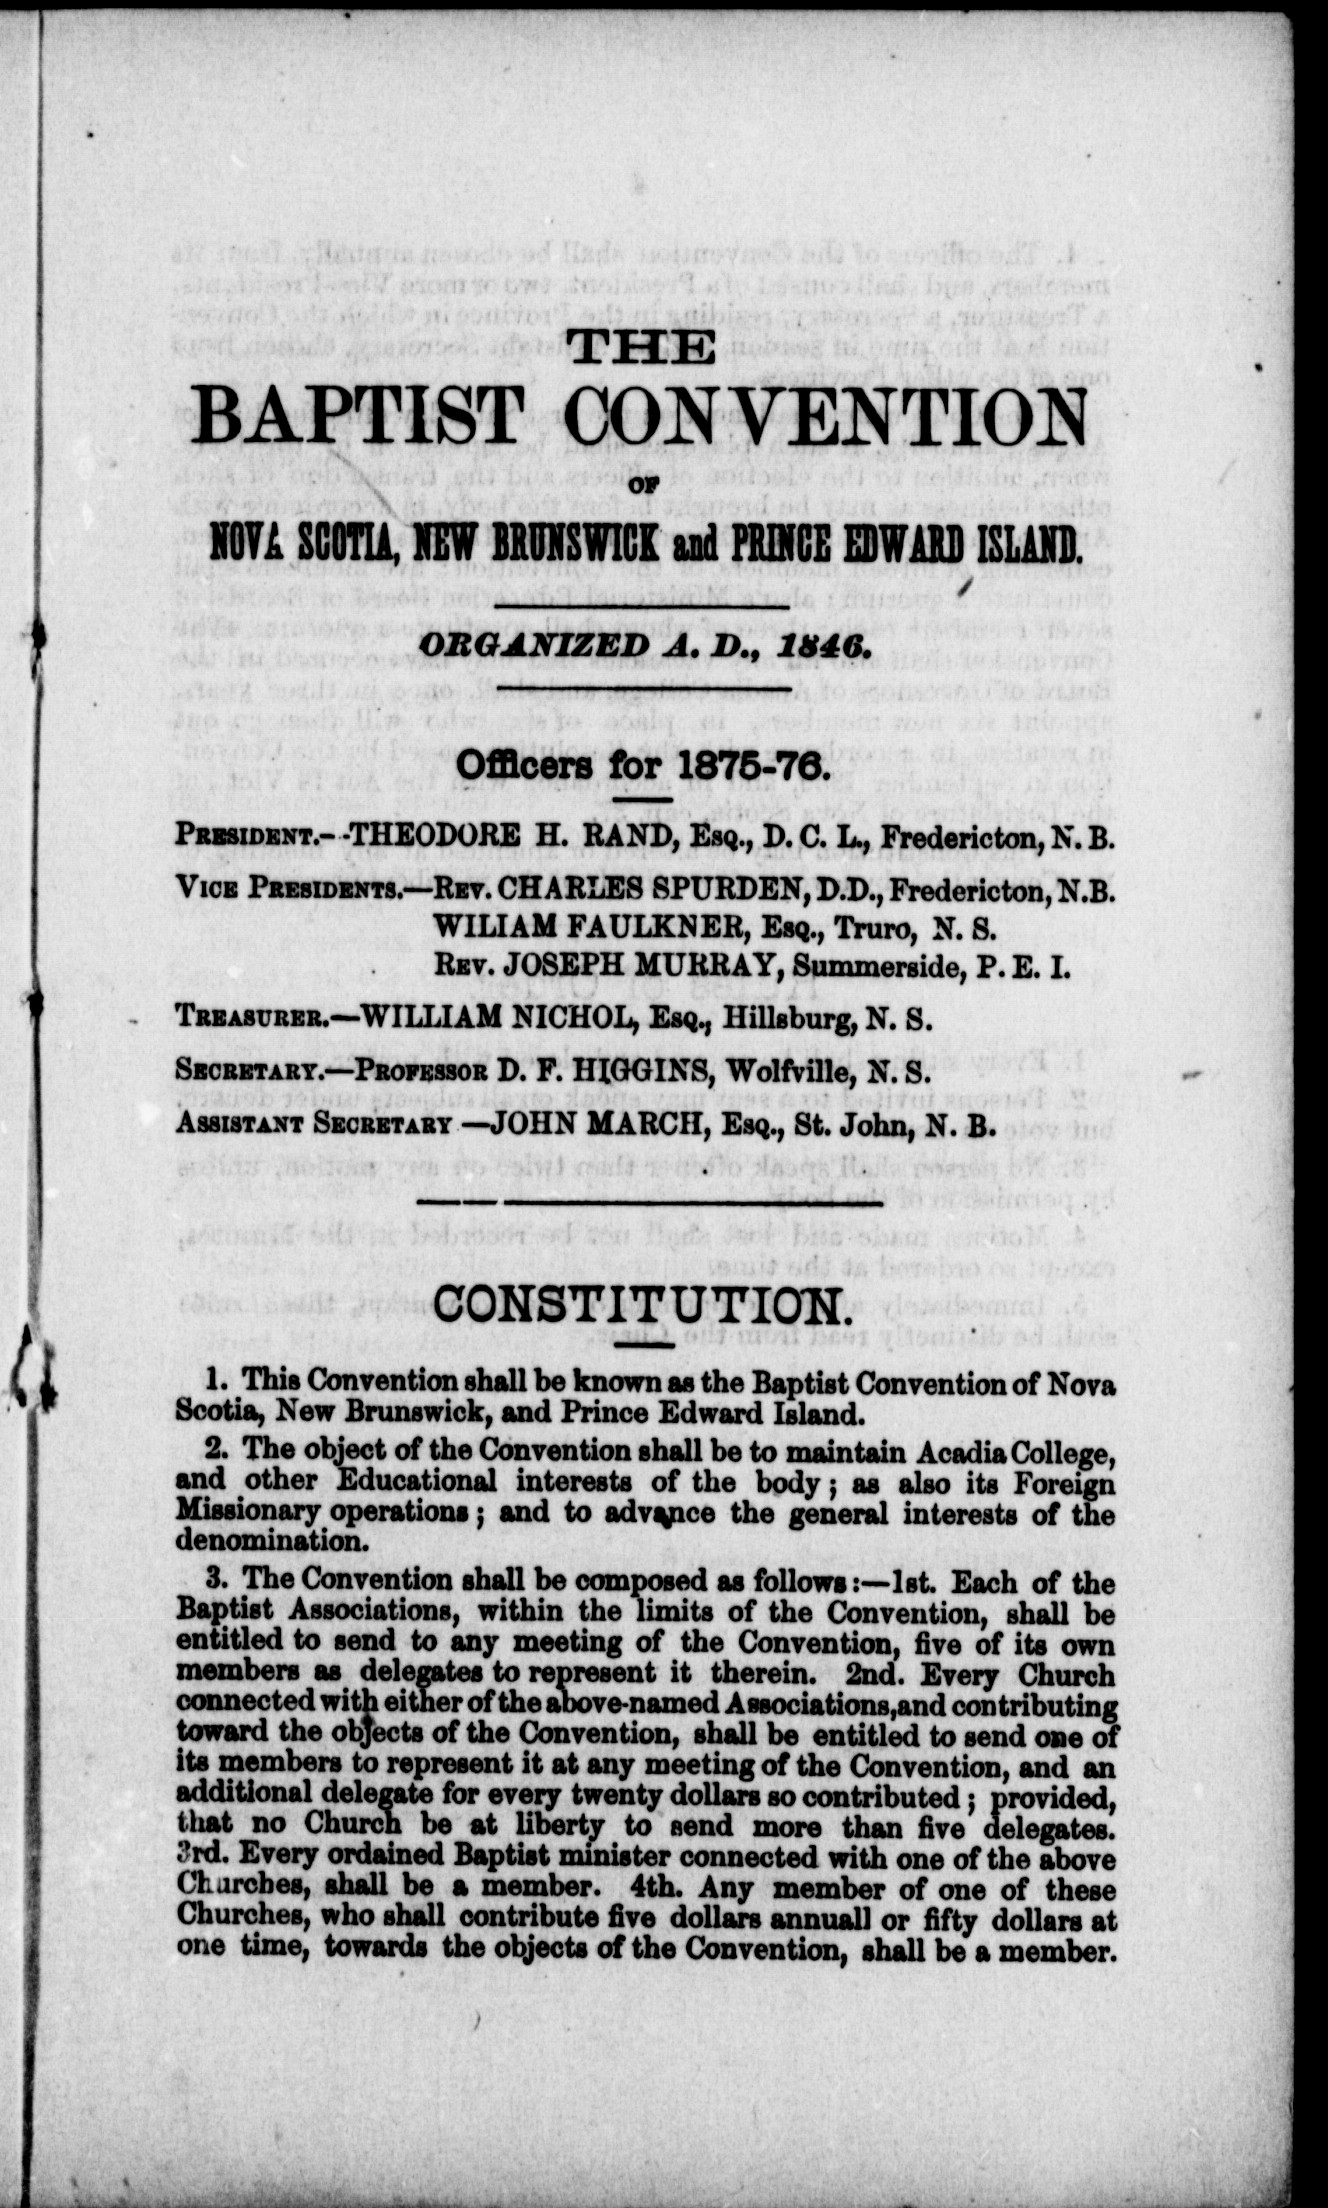 THE
BAPTIST CONVENTION
OF
NOVA SCOTIA, NEW BRUNSWICK and PRINCE EDWARD ISLAND.
ORGANIZED A. D., 1846.
Officers for 1875-76.
PRESIDENT.--THEODORE H. RAND, ESQ., D. C. L., Fredericton, N. B.
VICE PRESIDENTS.—REV. CHARLES SPURDEN, D.D., Fredericton, N.B.
WILIAM FAULKNER, ESQ., Truro, N. S.
REV. JOSEPH MURRAY, Summerside, P. E. I.
TREASURER.—WILLIAM NICHOL, ESQ., Hillsburg, N. S.
SECRETARY.—PROFESSOR D. F. HIGGINS, Wolfville, N. S.
ASSISTANT SECRETARY —JOHN MARCH, ESQ., St. John, N. B.
CONSTITUTION.
1. This Convention shall be known as the Baptist Convention of Nova
Scotia, New Brunswick, and Prince Edward Island.
2. The object of the Convention shall be to maintain Acadia College,
and other Educational interests of the body; as also its Foreign
Missionary operations; and to advance the general interests of the
denomination.
3. The Convention shall be composed as follows:—1st. Each of the
Baptist Associations, within the limits of the Convention, shall be
entitled to send to any meeting of the Convention, five of its own
members as delegates to represent it therein. 2nd. Every Church
connected with either of the above-named Associations,and contributing
toward the objects of the Convention, shall be entitled to send one of
its members to represent it at any meeting of the Convention, and an
additional delegate for every twenty dollars so contributed; provided,
that no Church be at liberty to send more than five delegates.
3rd. Every ordained Baptist minister connected with one of the above
Churches, shall be a member. 4th. Any member of one of these
Churches, who shall contribute five dollars annuall or fifty dollars at
one time, towards the objects of the Convention, shall be a member.